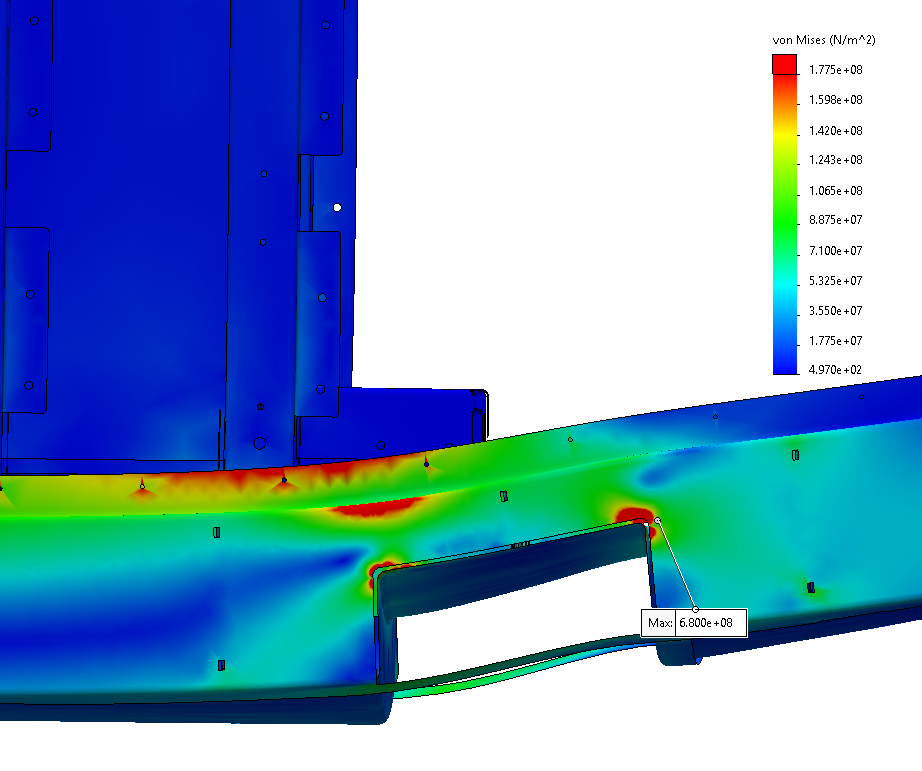 von Mises (N/m^2)
1.775e+08
1.598e+08
1.420e+08
1.243e+08
1.065e+08
8.875e+07
7.100e+07
5.325e+07
3.550e+07
1.775e+07
4.970e+02
Max: 6.800e+08